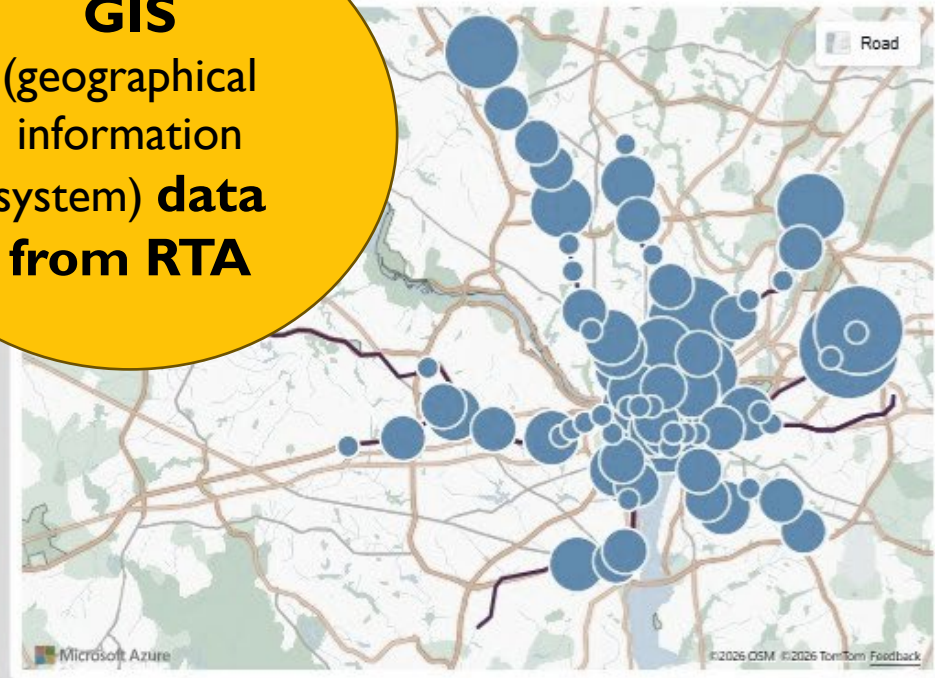 GIS
(geographical
information
system) data
from RTA
Road
Microsoft Azure
©2026 OSM ©2026 TomTom Feedback